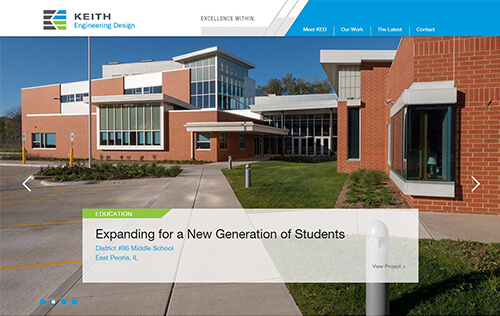 KEITH
Engineering Design
EXCELLENCE WITHIN.
Meet KED
Our Work
The Latest
Contact
EDUCATION
Expanding for a New Generation of Students
District #86 Middle School
East Peoria, IL
View Project >